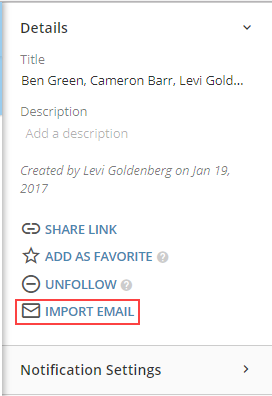 Details
Title
Ben Green, Cameron Barr, Levi Gold...
Description
Add a description
Created by Levi Goldenberg on Jan 19,
2017
SHARE LINK
ADD AS FAVORITE ?
UNFOLLOW ?
IMPORT EMAIL
Notification Settings